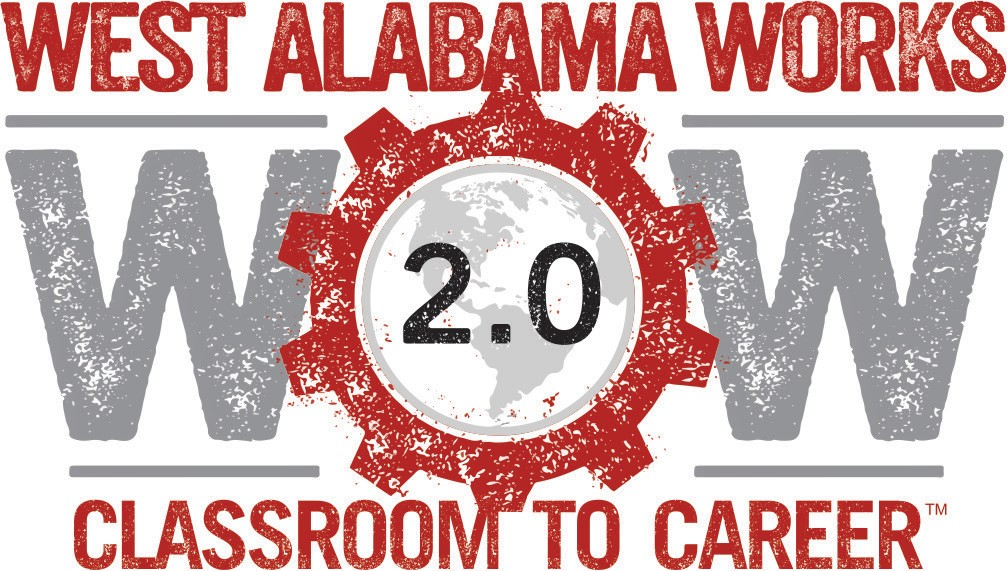 WEST ALABAMA WORKS
W W
2.0
CLASSROOM TO CAREER™